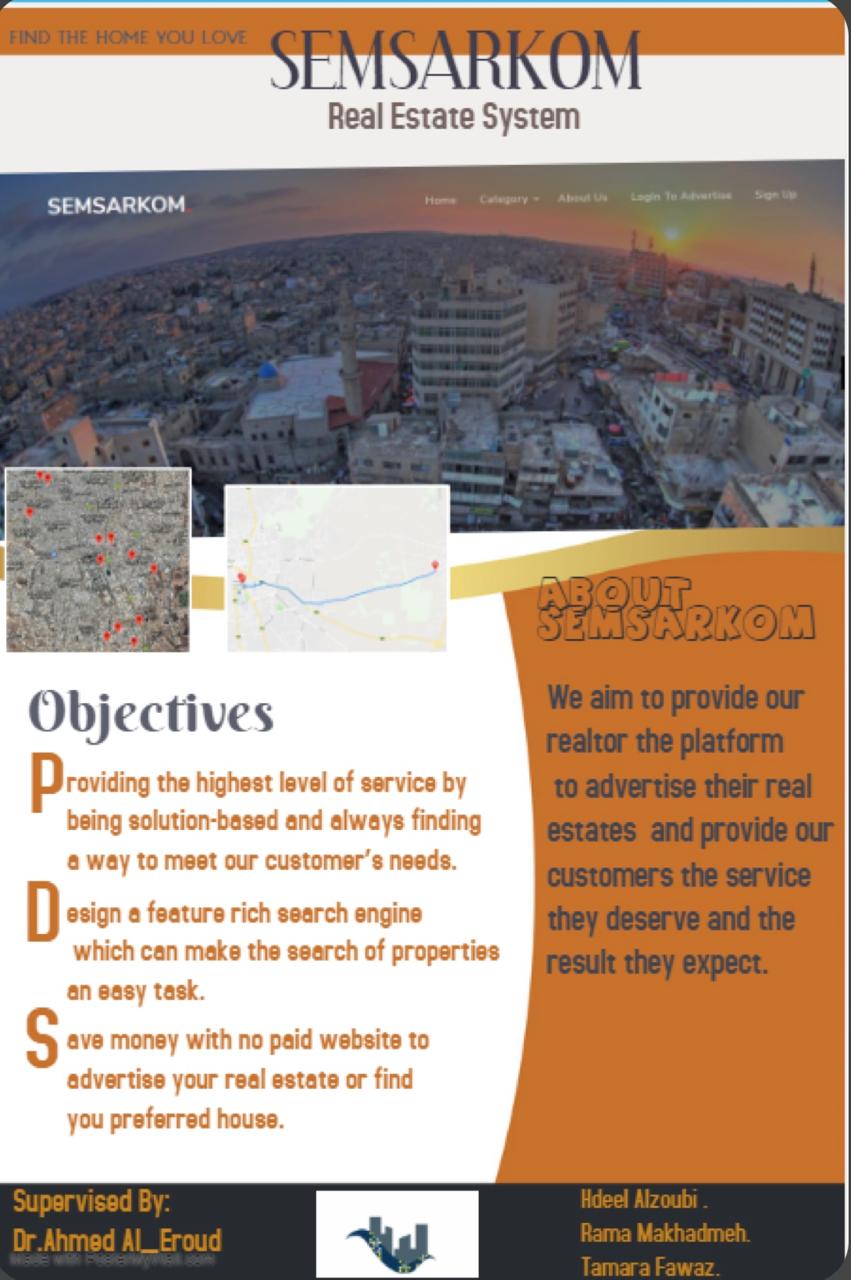 FIND THE HOME YOU LOVE
SEMSARKOM
Real Estate System
SEMSARKOM.
Home Category About Us Login To Advertise Sign Up
ABOUT
SEMSARKOM
We aim to provide our
realtor the platform
to advertise their real
estates and provide our
customers the service
they deserve and the
result they expect.
Objectives
Providing the highest level of service by
being solution-based and always finding
a way to meet our customer's needs.
Design a feature rich search engine
which can make the search of properties
an easy task.
Save money with no paid website to
advertise your real estate or find
you preferred house.
Supervised By:
Dr.Ahmed Al_Eroud
Made with PosterMyWall.com
Hdeel Alzoubi .
Rama Makhadmeh.
Tamara Fawaz.